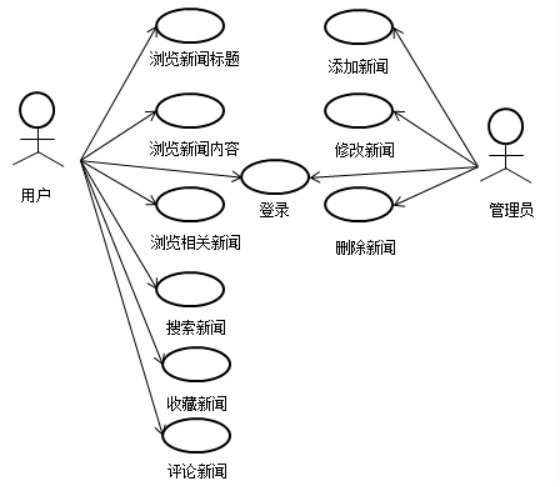 浏览新闻标题
添加新闻
浏览新闻内容
修改新闻
用户
登录
管理员
浏览相关新闻
删除新闻
搜索新闻
收藏新闻
评论新闻